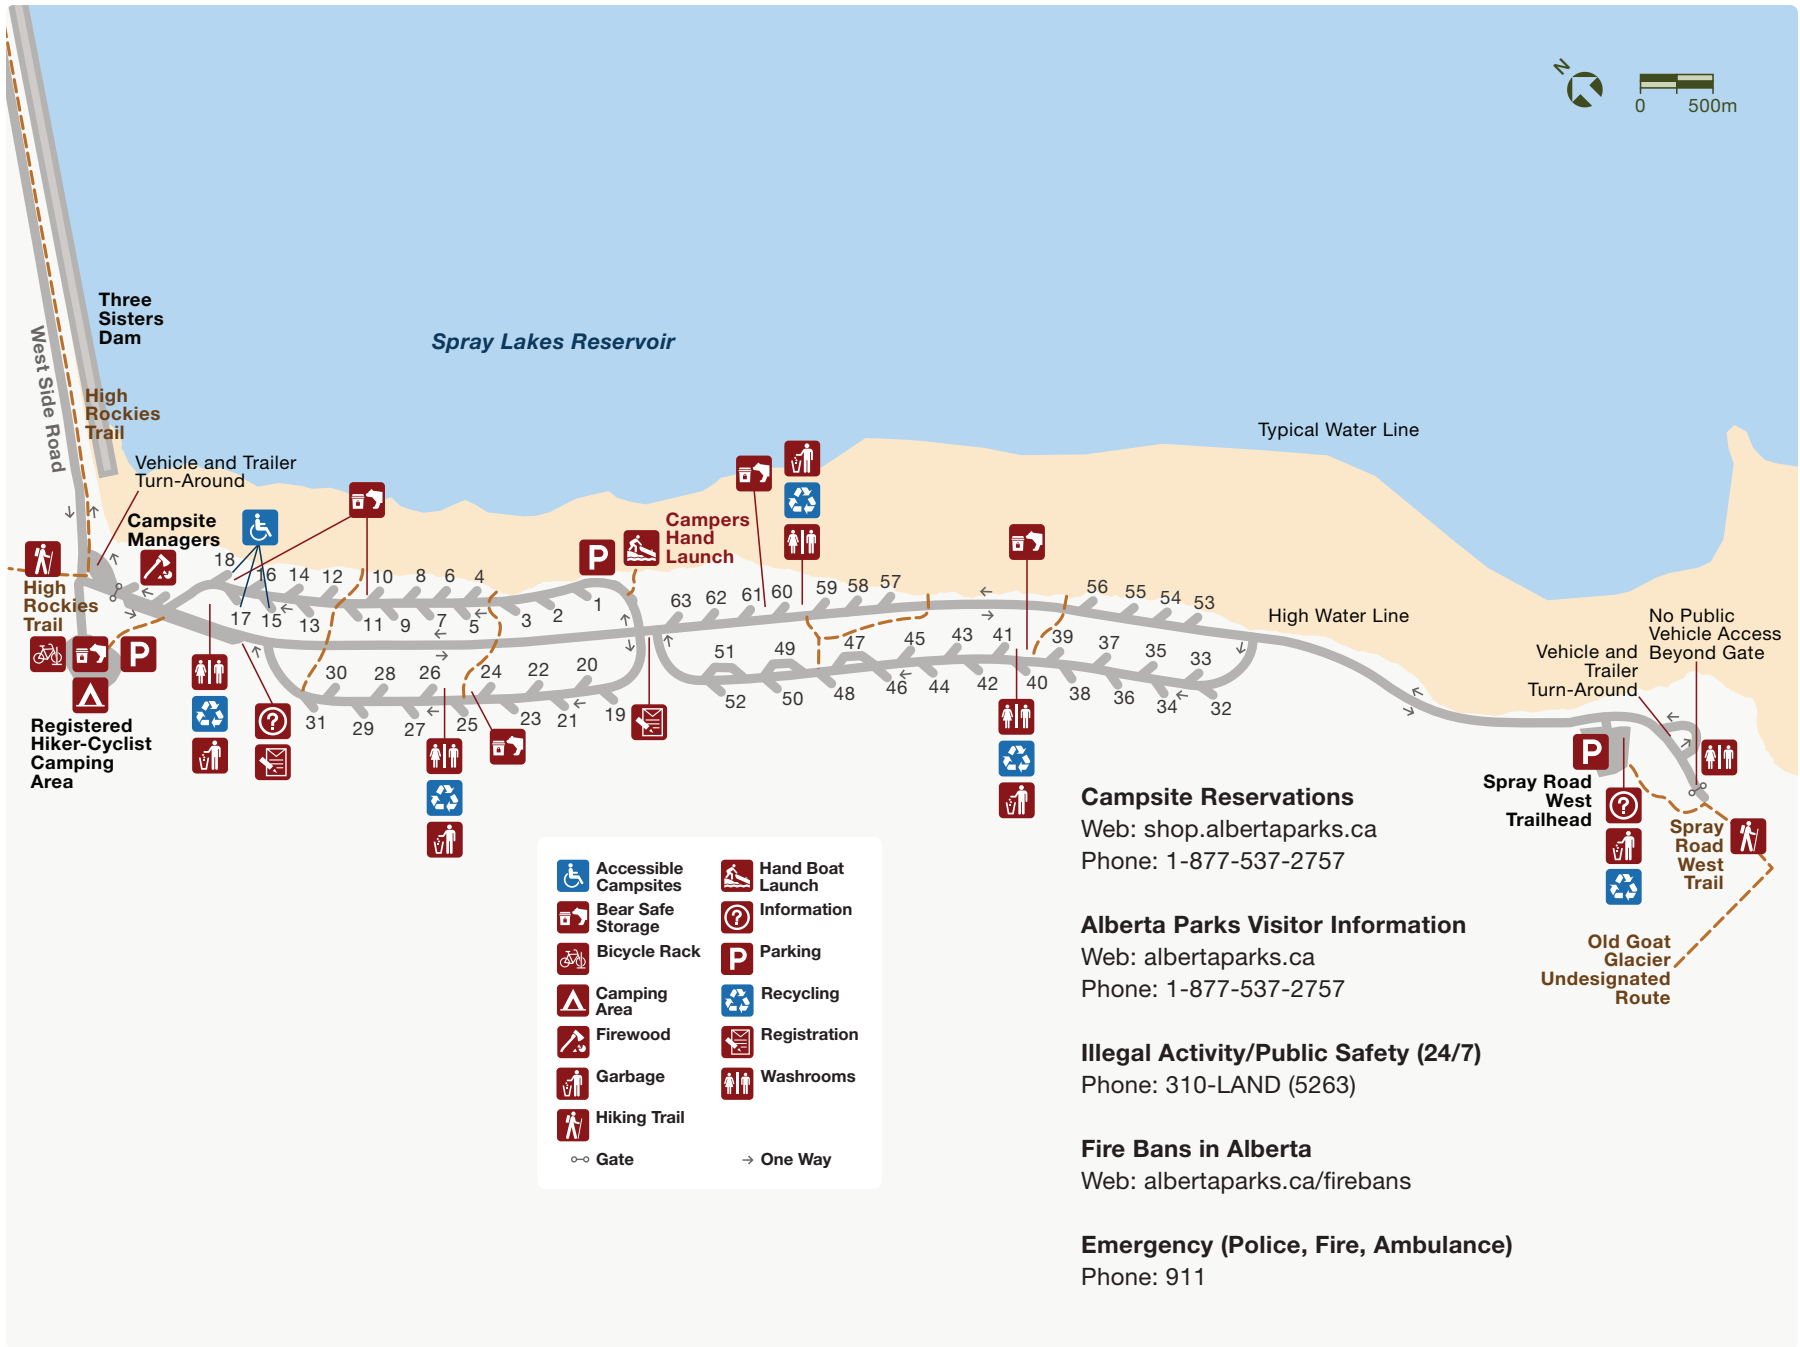 N
0 500m
Three
Sisters
Dam
Spray Lakes Reservoir
West Side Road
High
Rockies
Trail
Typical Water Line
Vehicle and Trailer
Turn-Around
Campsite
Managers
P
Campers
Hand
Launch
18 16 14 12 10 8 6 4
17 15 13 11 9 7 5 3 2 1
63 62 61 60 59 58 57 56 55 54 53
High Water Line
High
Rockies
Trail
P
30 28 26 24 22 20
31 29 27 25 23 21 19
51 49 47 45 43 41 39 37 35 33
52 50 48 46 44 42 40 38 36 34 32
?
Registered
Hiker-Cyclist
Camping
Area
No Public
Vehicle Access
Beyond Gate
Vehicle and
Trailer
Turn-Around
P
Spray Road
West
Trailhead
?
Spray
Road
West
Trail
Old Goat
Glacier
Undesignated
Route
Accessible
Campsites
Bear Safe
Storage
Bicycle Rack
Camping
Area
Firewood
Garbage
Hiking Trail
Gate
Hand Boat
Launch
?
Information
P
Parking
Recycling
Registration
Washrooms
One Way
Campsite Reservations
Web: shop.albertaparks.ca
Phone: 1-877-537-2757
Alberta Parks Visitor Information
Web: albertaparks.ca
Phone: 1-877-537-2757
Illegal Activity/Public Safety (24/7)
Phone: 310-LAND (5263)
Fire Bans in Alberta
Web: albertaparks.ca/firebans
Emergency (Police, Fire, Ambulance)
Phone: 911